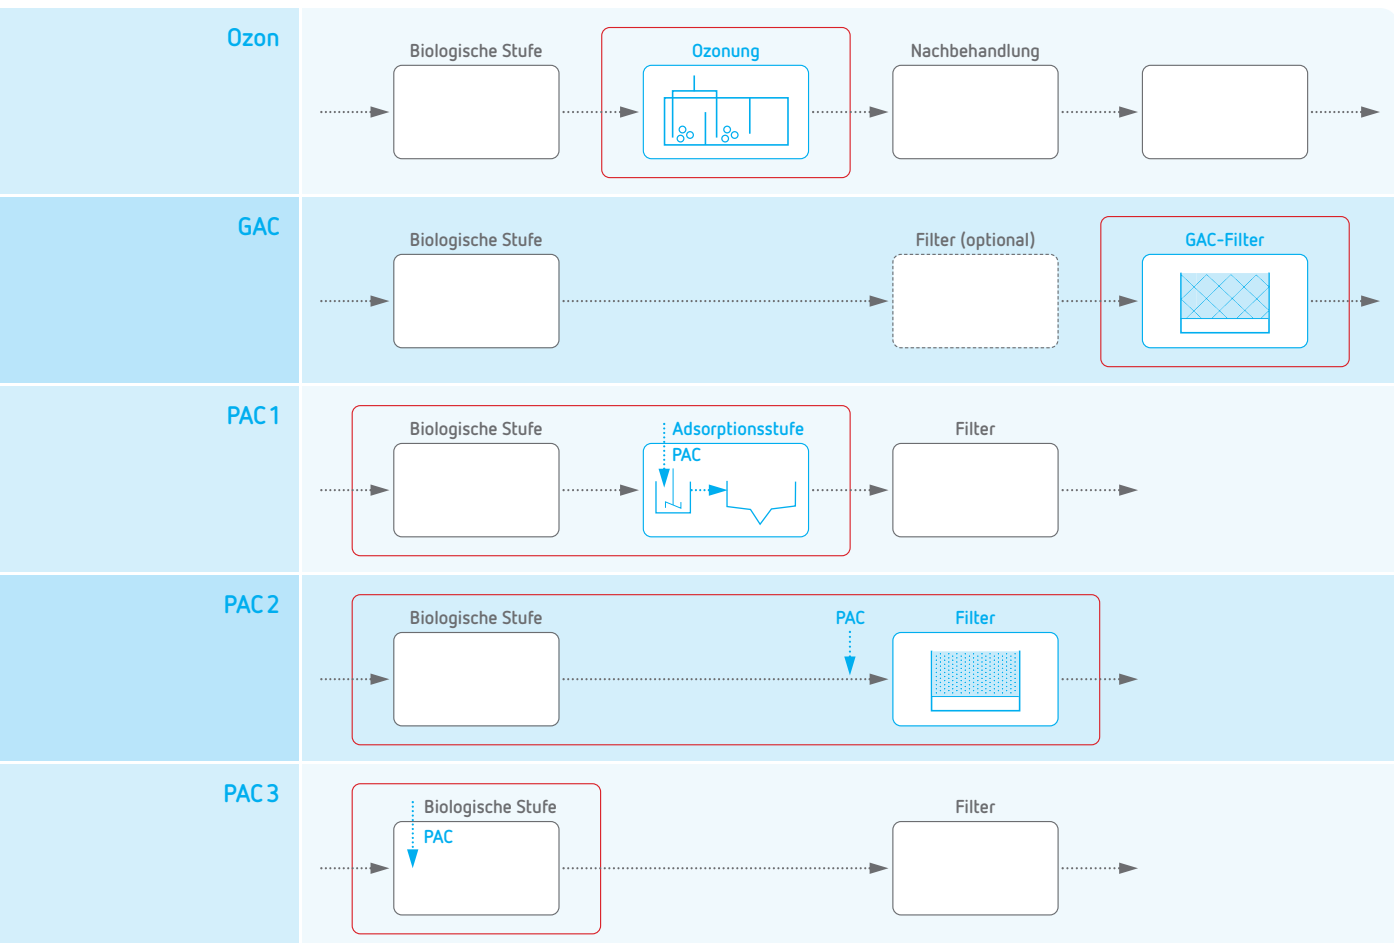 Ozon
Biologische Stufe
Ozonung
Nachbehandlung
GAC
Biologische Stufe
Filter (optional)
GAC-Filter
PAC 1
Biologische Stufe
Adsorptionsstufe
PAC
Filter
PAC 2
Biologische Stufe
PAC
Filter
PAC 3
Biologische Stufe
PAC
Filter